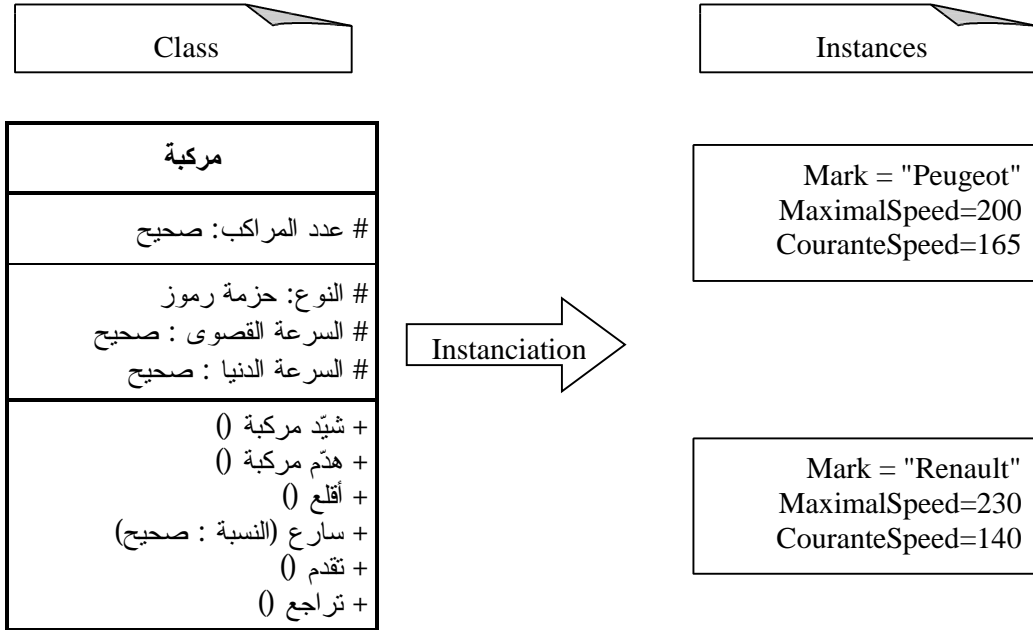 Class
Instances
مركبة
# عدد المراكب: صحيح
# النوع: حزمة رموز
# السرعة القصوى : صحيح
# السرعة الدنيا : صحيح
+ شيّد مركبة ()
+ هدّم مركبة ()
+ أقلع ()
+ سارع (النسبة : صحيح)
+ تقدم ()
+ تراجع ()
Instanciation
Mark = "Peugeot"
MaximalSpeed=200
CouranteSpeed=165
Mark = "Renault"
MaximalSpeed=230
CouranteSpeed=140